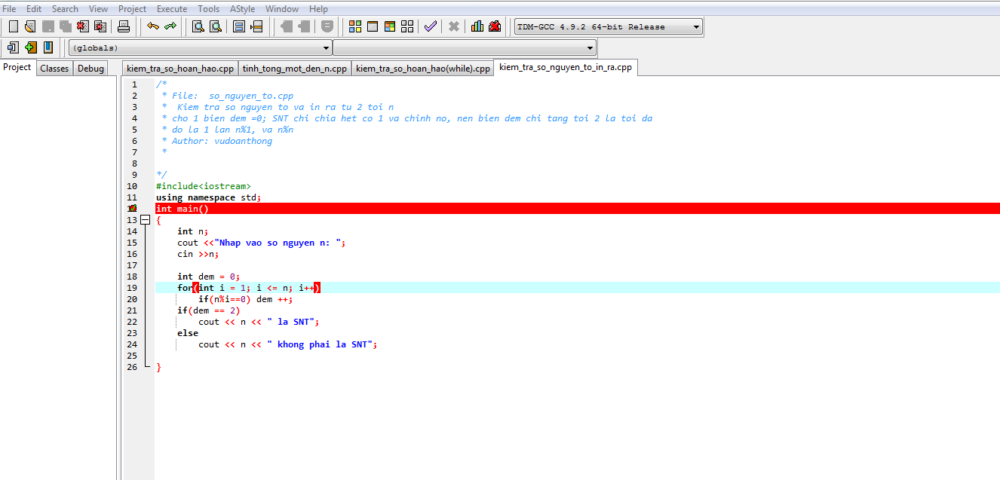 File Edit Search View Project Execute Tools AStyle Window Help
TDM-GCC 4.9.2 64-bit Release
(globals)
Project Classes Debug
kiem_tra_so_hoan_hao.cpp tinh_tong_mot_den_n.cpp kiem_tra_so_hoan_hao(while).cpp kiem_tra_so_nguyen_to_in_ra.cpp
1 /*
2 * File: so_nguyen_to.cpp
3 * Kiem tra so nguyen to va in ra tu 2 toi n
4 * cho 1 bien dem =0; SNT chi chia het co 1 va chinh no, nen bien dem chi tang toi 2 la toi da
5 * do la 1 lan n%1, va n%n
6 * Author: vudoanthong
7 *
8
9 */
10 #include<iostream>
11 using namespace std;
int main()
13 {
14 int n;
15 cout <<"Nhap vao so nguyen n: ";
16 cin >>n;
17
18 int dem = 0;
19 for(int i = 1; i <= n; i++)
20 if(n%i==0) dem ++;
21 if(dem == 2)
22 cout << n << " la SNT";
23 else
24 cout << n << " khong phai la SNT";
25
26 }